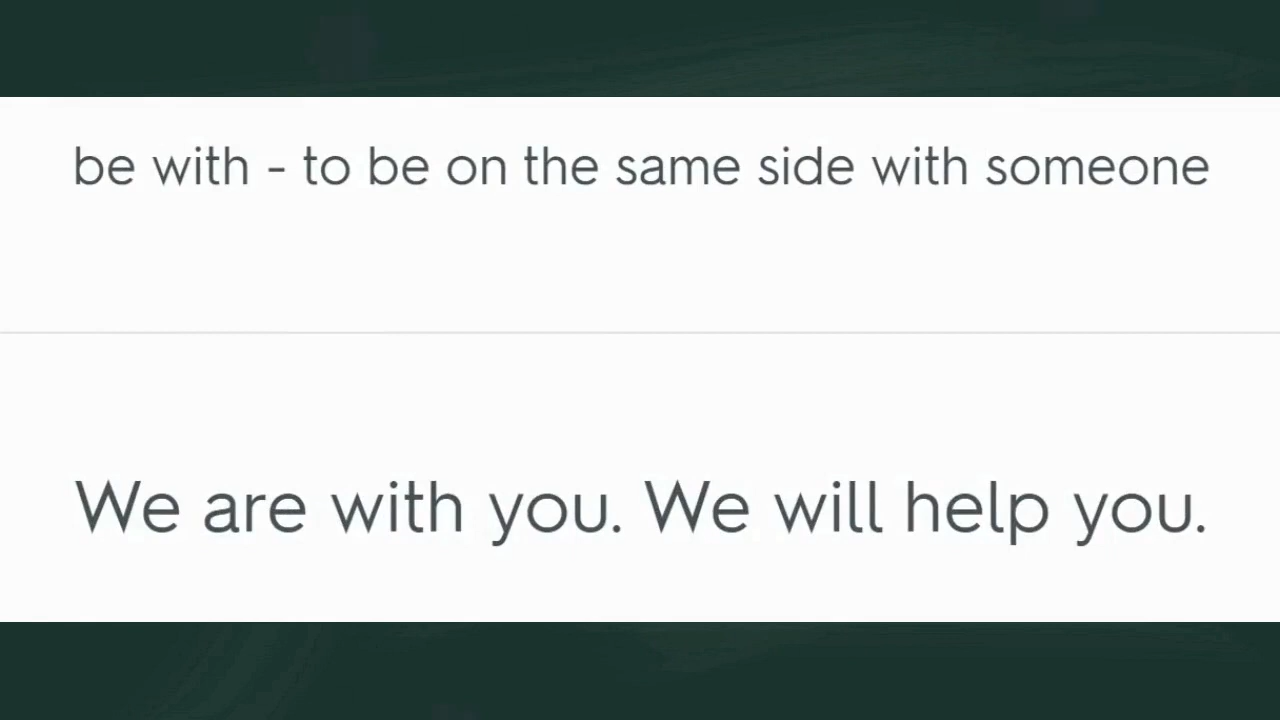 be with - to be on the same side with someone
We are with you. We will help you.